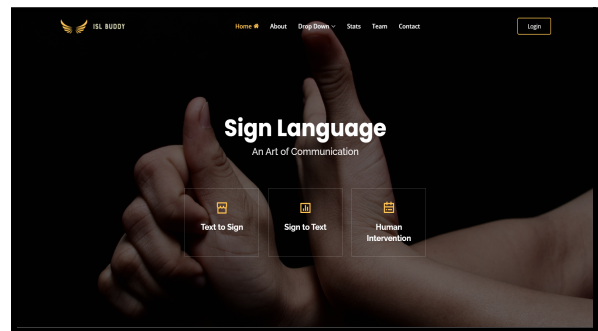 ISL BUDDY
Home About Drop Down Stats Team Contact
Login
Sign Language
An Art of Communication
Text to Sign
Sign to Text
Human
Intervention